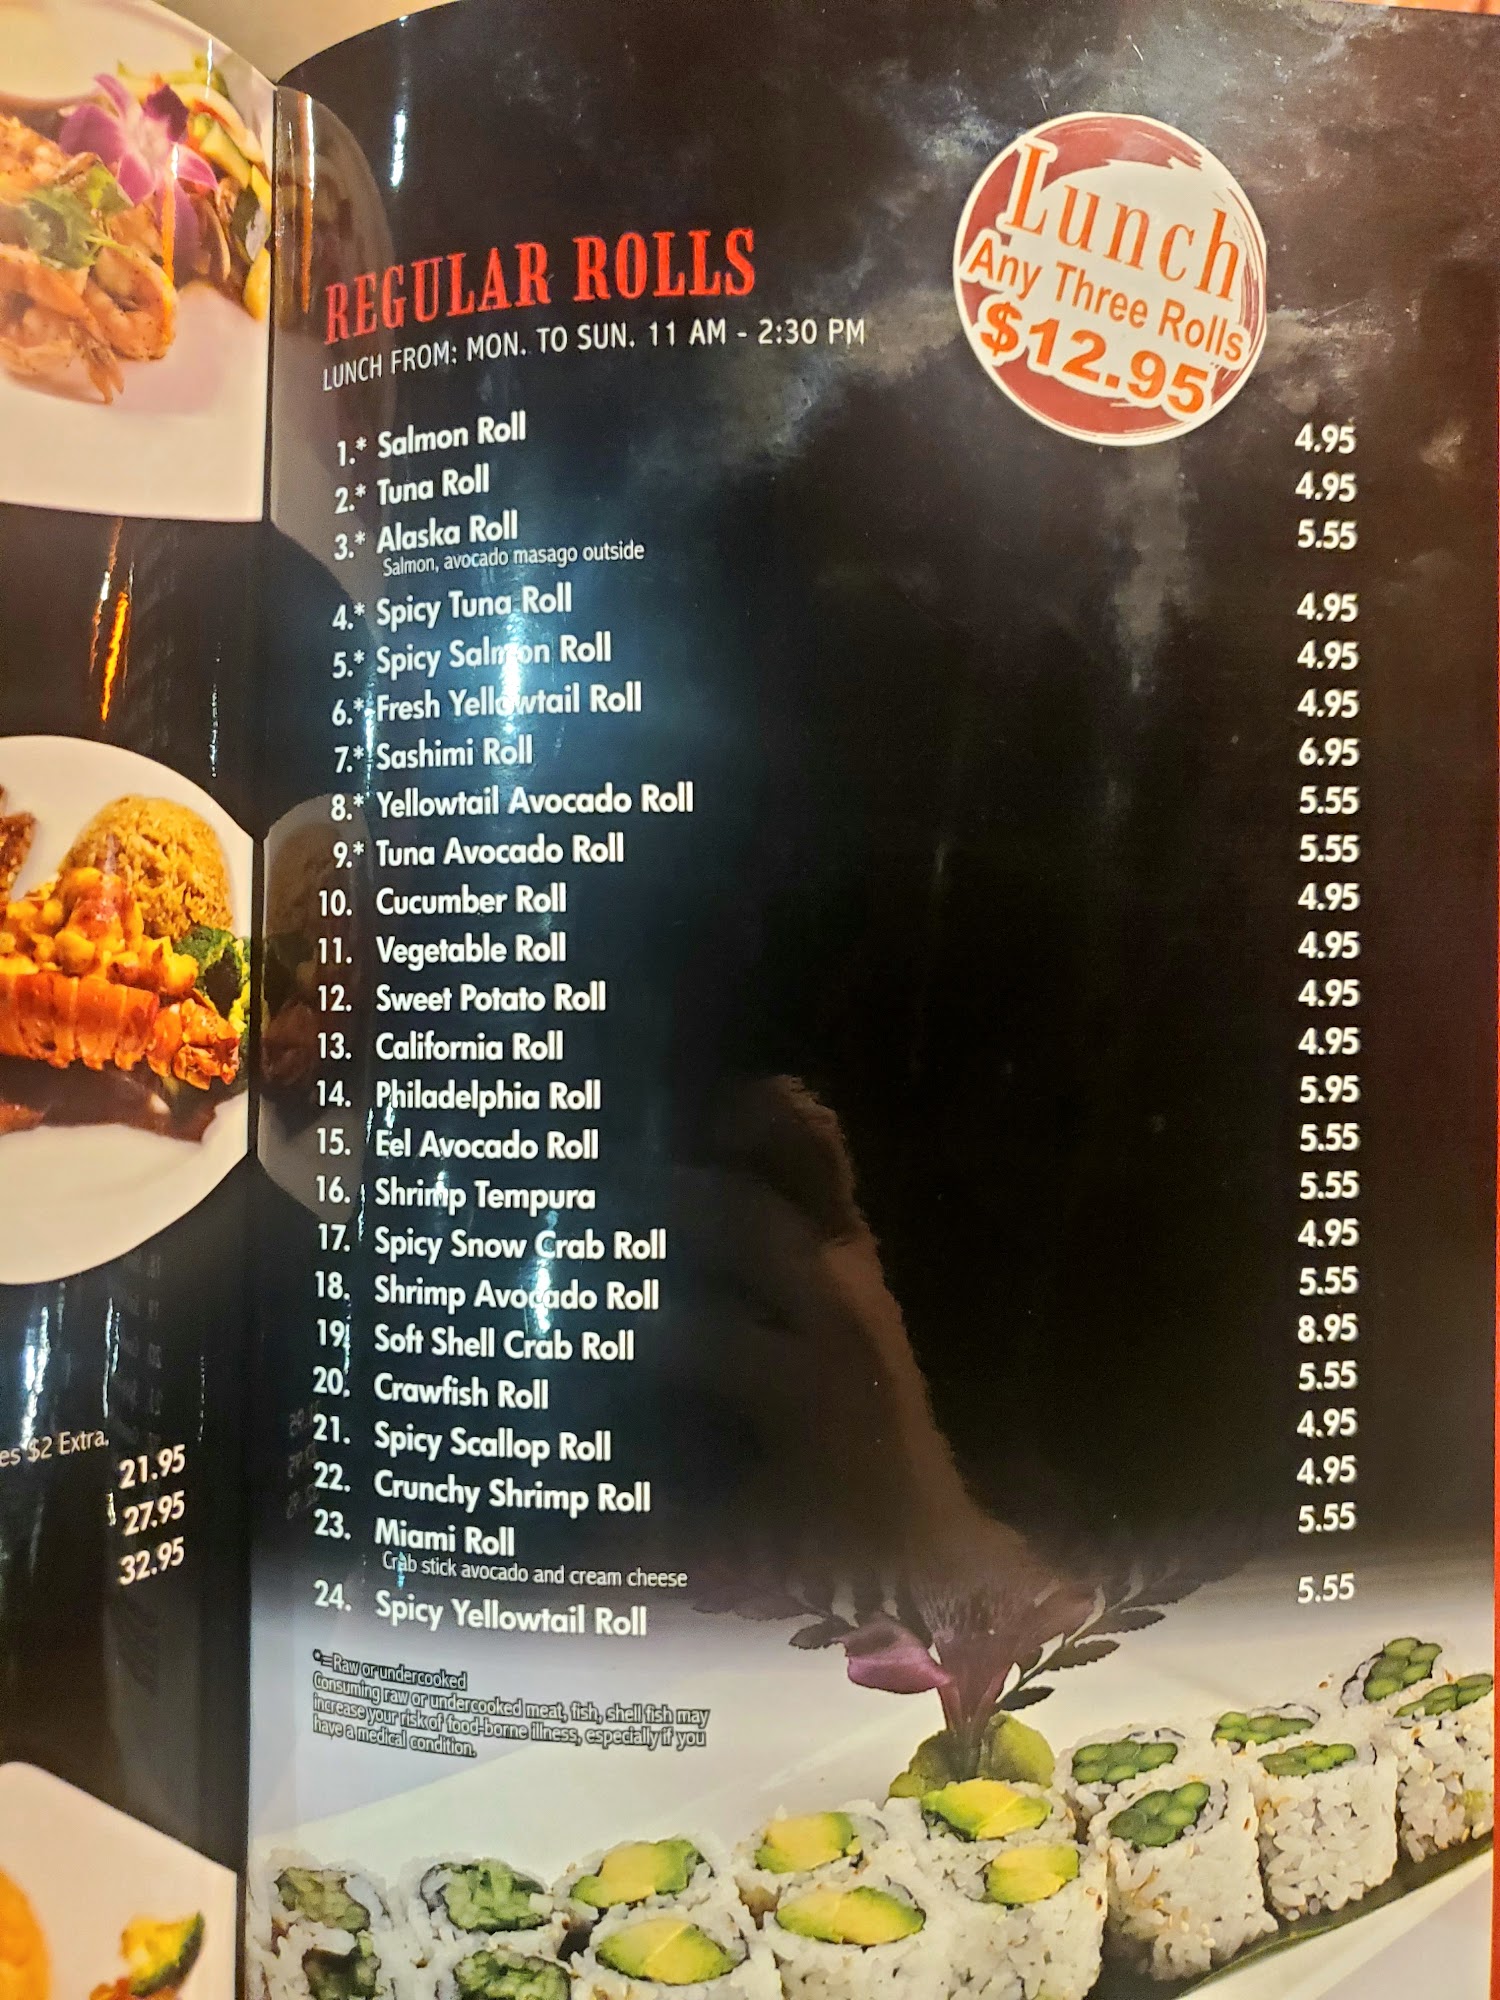 Lunch
Any Three Rolls
$12.95
REGULAR ROLLS
LUNCH FROM: MON. TO SUN. 11 AM - 2:30 PM
1.* Salmon Roll 4.95
2.* Tuna Roll 4.95
3.* Alaska Roll 5.55
Salmon, avocado masago outside
4.* Spicy Tuna Roll 4.95
5.* Spicy Salmon Roll 4.95
6.* Fresh Yellowtail Roll 4.95
7.* Sashimi Roll 6.95
8.* Yellowtail Avocado Roll 5.55
9.* Tuna Avocado Roll 5.55
10. Cucumber Roll 4.95
11. Vegetable Roll 4.95
12. Sweet Potato Roll 4.95
13. California Roll 4.95
14. Philadelphia Roll 5.95
15. Eel Avocado Roll 5.55
16. Shrimp Tempura 5.55
17. Spicy Snow Crab Roll 4.95
18. Shrimp Avocado Roll 5.55
19. Soft Shell Crab Roll 8.95
20. Crawfish Roll 5.55
21. Spicy Scallop Roll 4.95
22. Crunchy Shrimp Roll 4.95
23. Miami Roll 5.55
Crab stick avocado and cream cheese
24. Spicy Yellowtail Roll 5.55
*=Raw or undercooked
Consuming raw or undercooked meat, fish, shell fish may
increase your risk of food-borne illness, especially if you
have a medical condition.
es $2 Extra.
21.95
27.95
32.95